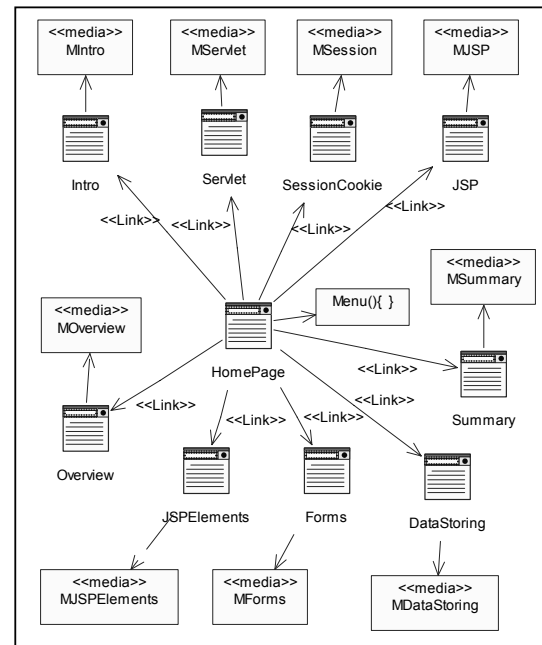 <<media>>
MIntro
<<media>>
MServlet
<<media>>
MSession
<<media>>
MJSP
Intro
Servlet
SessionCookie
JSP
<<Link>>
<<Link>>
<<Link>>
<<Link>>
<<media>>
MSummary
<<media>>
MOverview
Menu(){ }
HomePage
<<Link>>
Summary
<<Link>>
<<Link>>
<<Link>>
<<Link>>
Overview
JSPElements
Forms
DataStoring
<<media>>
MJSPElements
<<media>>
MForms
<<media>>
MDataStoring